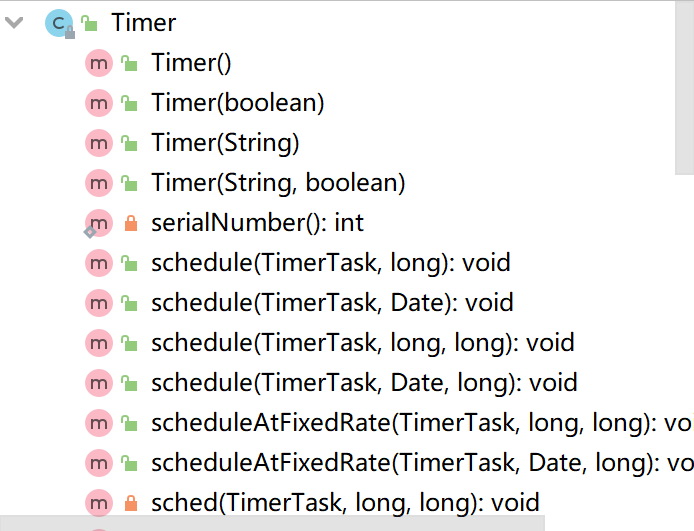 Timer
Timer()
Timer(boolean)
Timer(String)
Timer(String, boolean)
serialNumber(): int
schedule(TimerTask, long): void
schedule(TimerTask, Date): void
schedule(TimerTask, long, long): void
schedule(TimerTask, Date, long): void
scheduleAtFixedRate(TimerTask, long, long): vo
scheduleAtFixedRate(TimerTask, Date, long): vo
sched(TimerTask, long, long): void